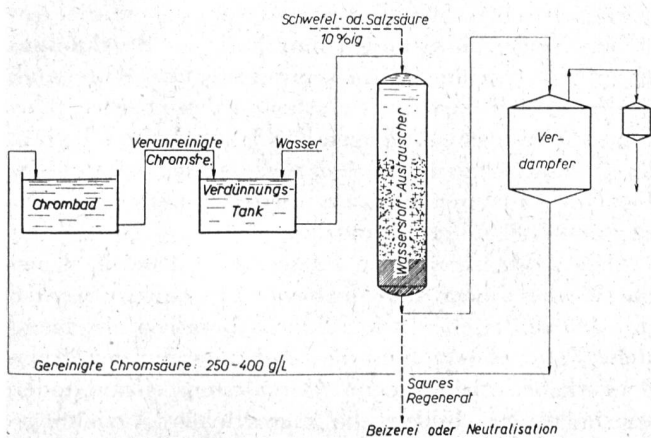 Schwefel- od. Salzsäure
10 %ig
Verunreinigte
Chromsre.
Wasser
Chrombad
Verdünnungs-
Tank
Wasserstoff-Austauscher
Ver-
dampfer
Gereinigte Chromsäure: 250-400 g/L
Saures
Regenerat
Beizerei oder Neutralisation